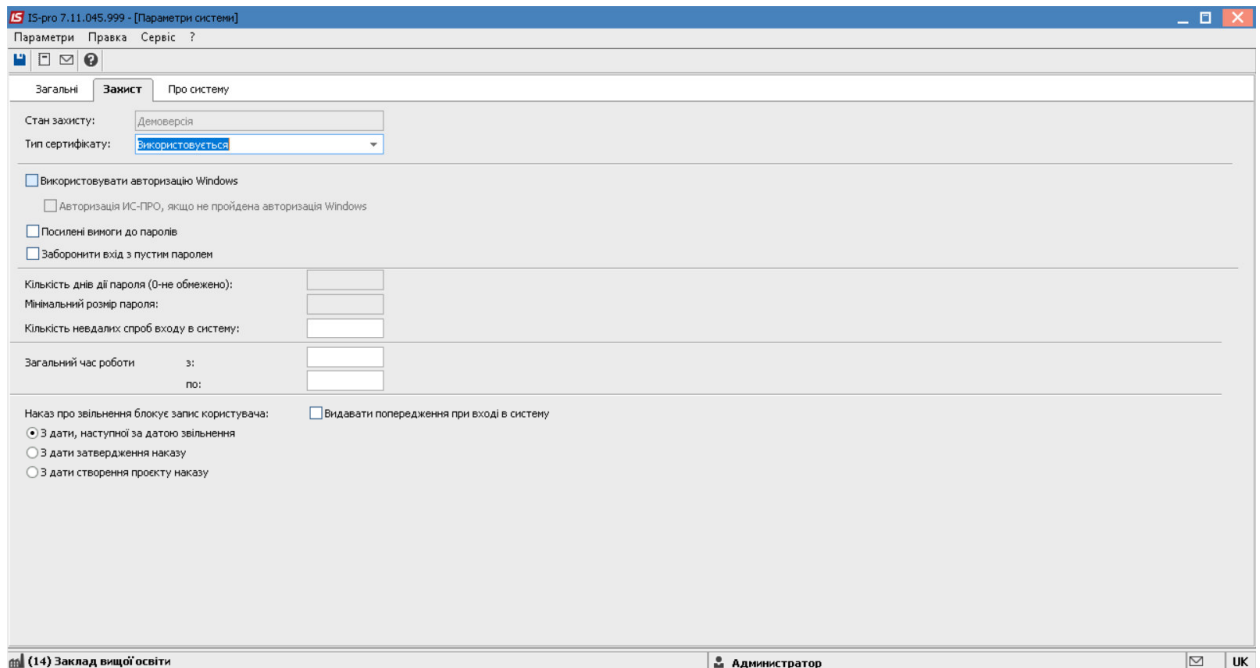 IS-pro 7.11.045.999 - [Параметри системи]
Параметри Правка Сервіс ?
Загальні Захист Про систему
Стан захисту: Демоверсія
Тип сертифікату: Використовується
Використовувати авторизацію Windows
Авторизація ИС-ПРО, якщо не пройдена авторизація Windows
Посилені вимоги до паролів
Заборонити вхід з пустим паролем
Кількість днів дії пароля (0-не обмежено):
Мінімальний розмір пароля:
Кількість невдалих спроб входу в систему:
Загальний час роботи з:
по:
Наказ про звільнення блокує запис користувача: Видавати попередження при вході в систему
З дати, наступної за датою звільнення
З дати затвердження наказу
З дати створення проєкту наказу
(14) Заклад вищої освіти Администратор UK